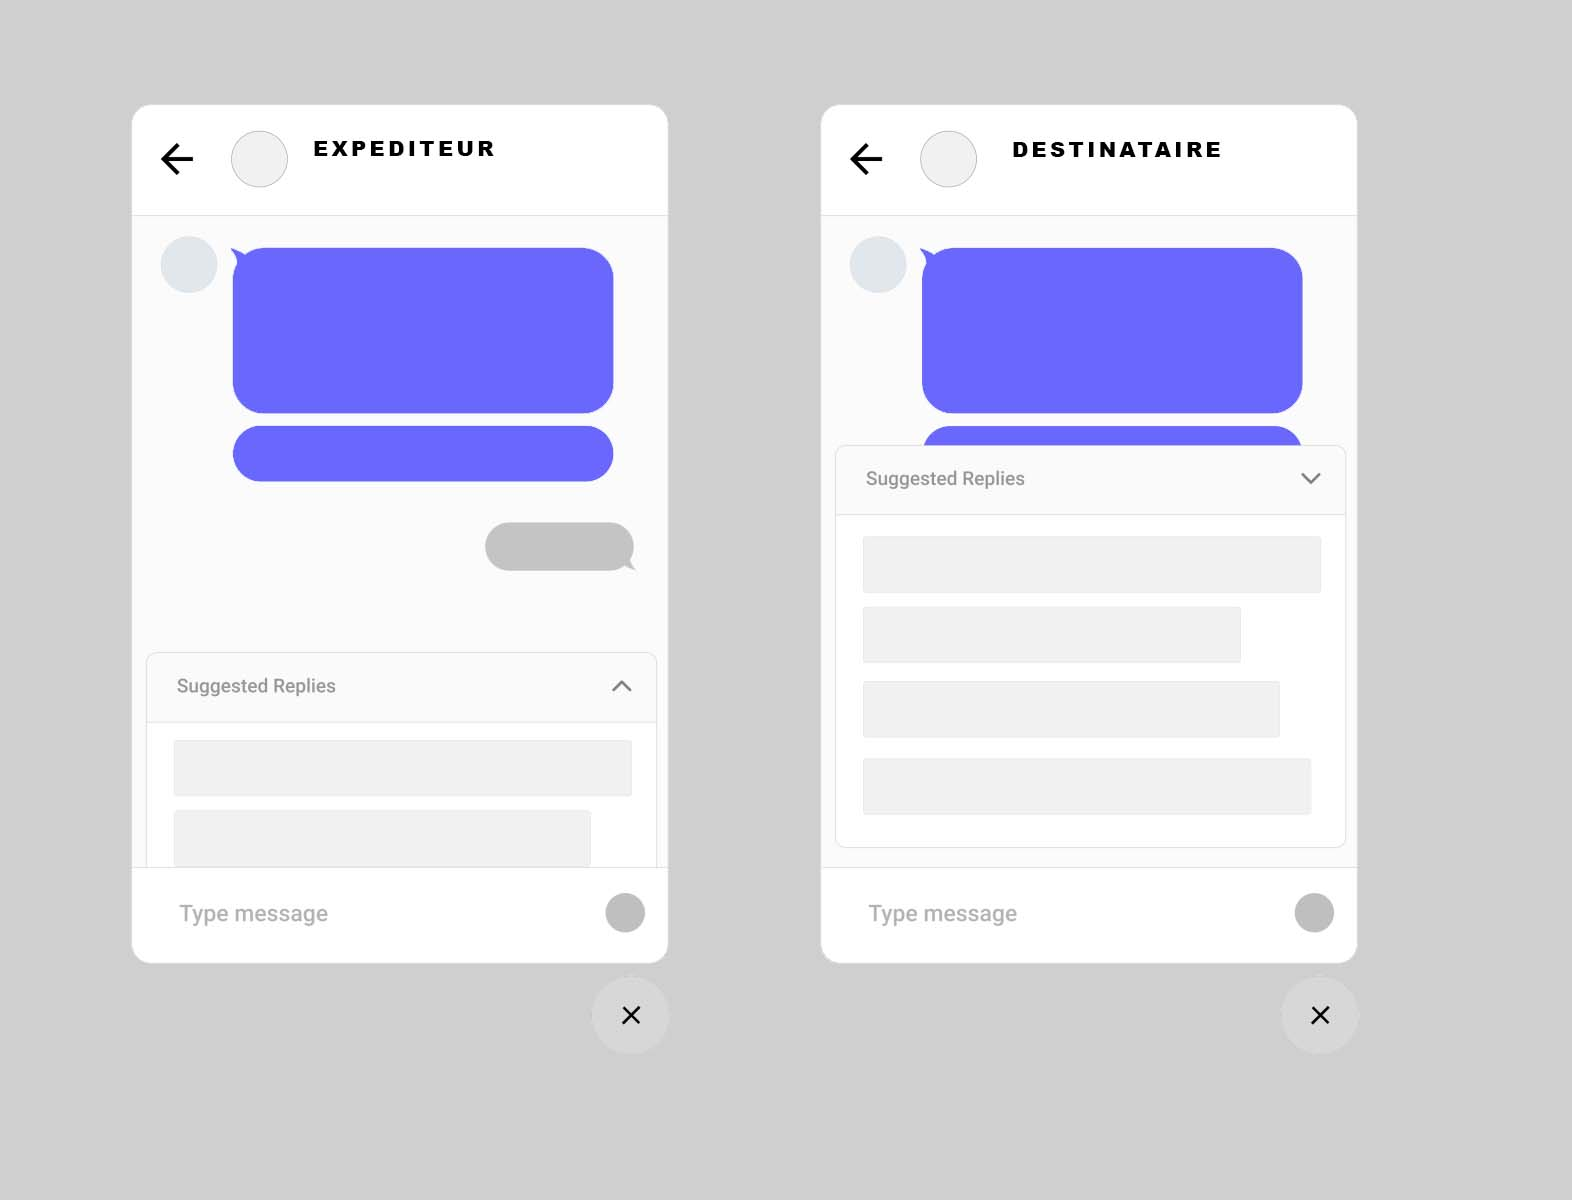 EXPEDITEUR
Suggested Replies
Type message
DESTINATAIRE
Suggested Replies
Type message